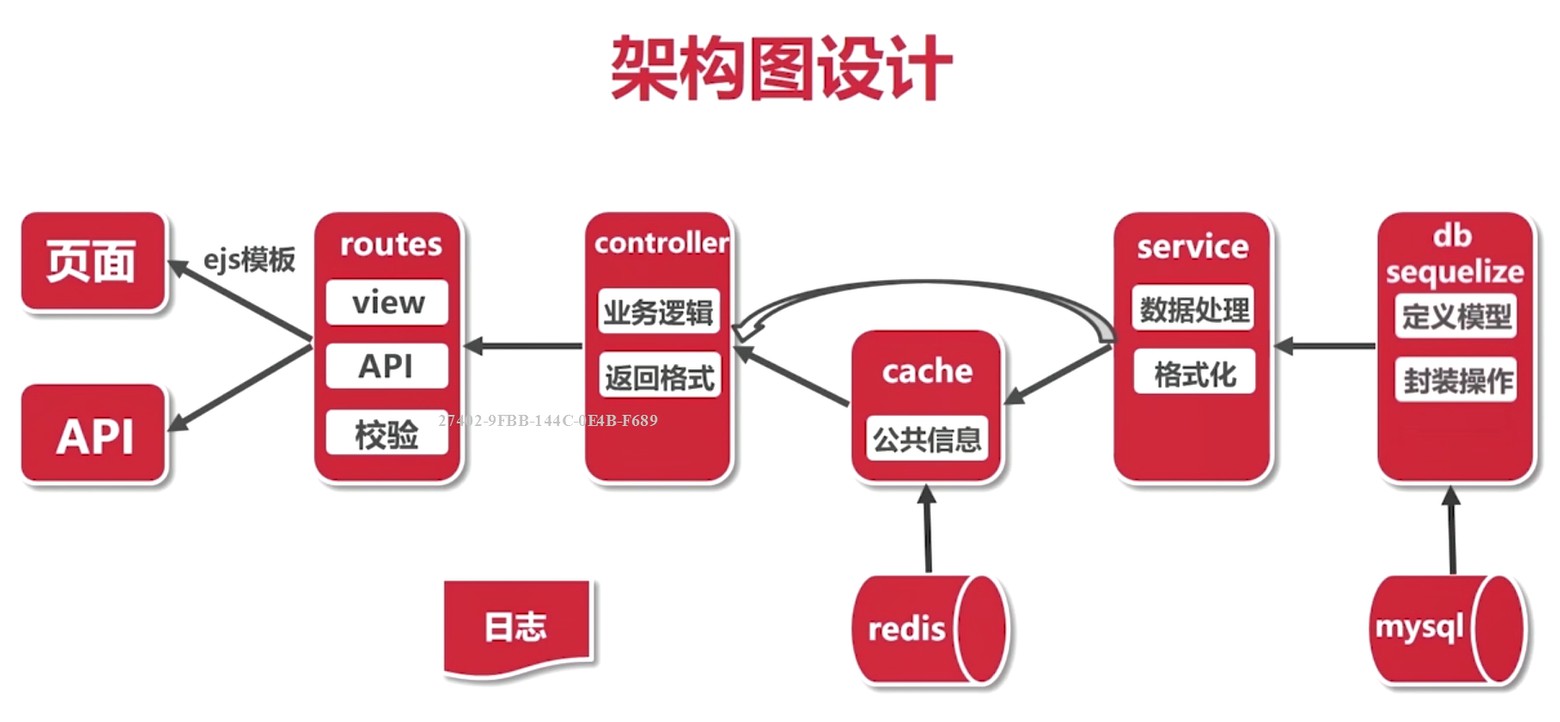 架构图设计
页面
API
ejs模板
routes
view
API
校验
controller
业务逻辑
返回格式
27402-9FBB-144C-0E4B-F689
cache
公共信息
service
数据处理
格式化
db
sequelize
定义模型
封装操作
日志
redis
mysql